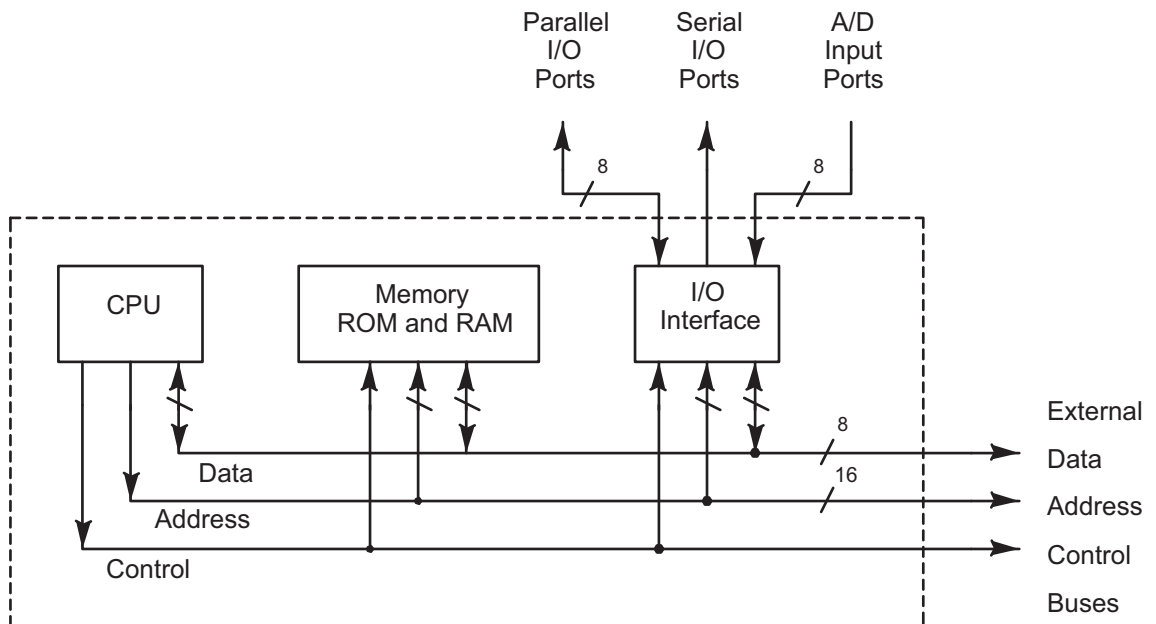 Parallel
I/O
Ports
Serial
I/O
Ports
A/D
Input
Ports
8
8
CPU
Memory
ROM and RAM
I/O
Interface
External
8
Data
Data
16
Address
Address
Control
Control
Buses